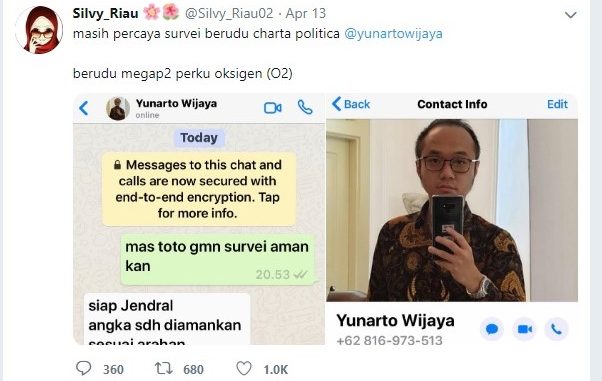 Silvy_Riau @Silvy_Riau02 · Apr 13
masih percaya survei berudu charta politica @yunartowijaya
berudu megap2 perku oksigen (O2)
Yunarto Wijaya
online
Today
Messages to this chat and
calls are now secured with
end-to-end encryption. Tap
for more info.
mas toto gmn survei aman
kan
20.53
siap Jendral
angka sdh diamankan
sesuai arahan
Back Contact Info Edit
Yunarto Wijaya
+62 816-973-513
360 680 1.0K